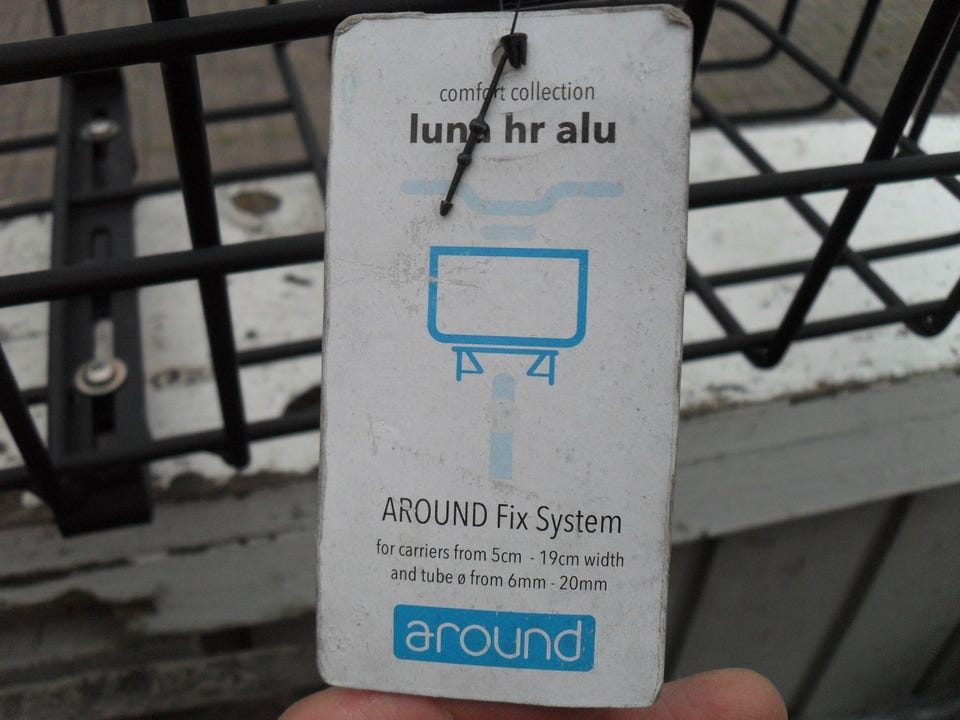 comfort collection
luna hr alu
AROUND Fix System
for carriers from 5cm - 19cm width
and tube ø from 6mm - 20mm
around